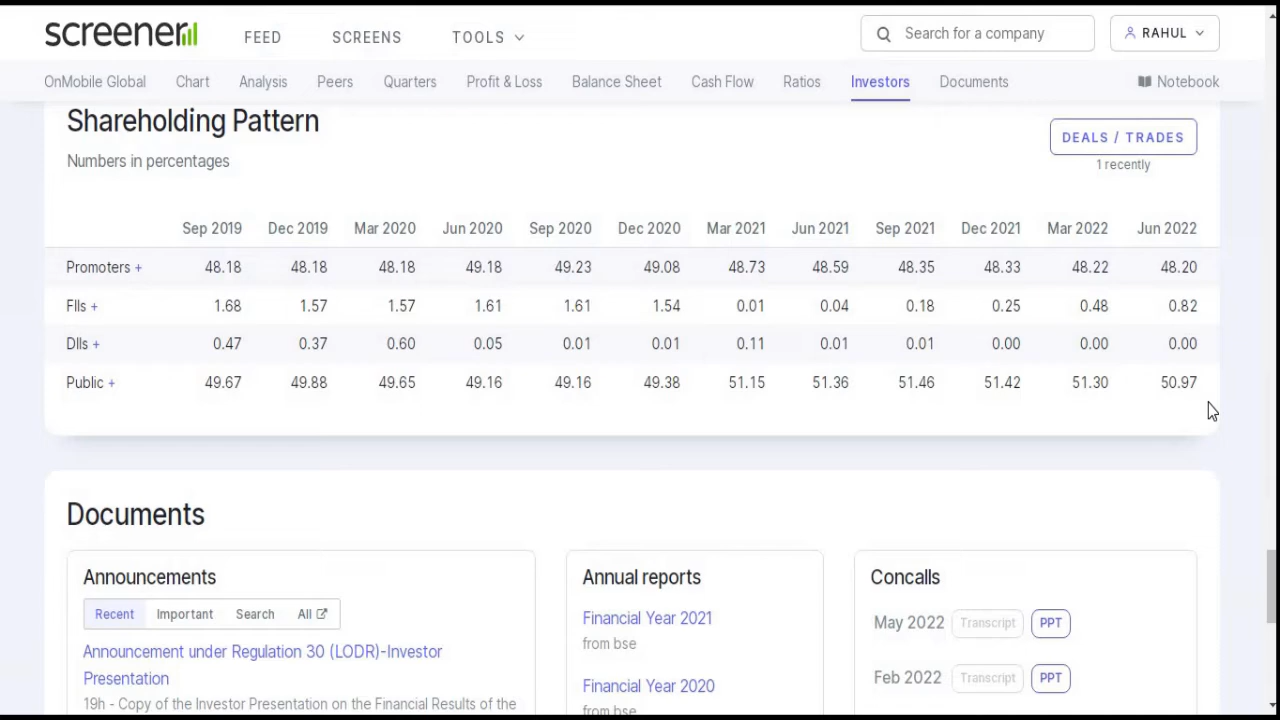 screener
FEED SCREENS TOOLS
Search for a company
RAHUL
OnMobile Global Chart Analysis Peers Quarters Profit & Loss Balance Sheet Cash Flow Ratios Investors Documents Notebook
Shareholding Pattern
DEALS / TRADES
Numbers in percentages
1 recently
Sep 2019 Dec 2019 Mar 2020 Jun 2020 Sep 2020 Dec 2020 Mar 2021 Jun 2021 Sep 2021 Dec 2021 Mar 2022 Jun 2022
Promoters + 48.18 48.18 48.18 49.18 49.23 49.08 48.73 48.59 48.35 48.33 48.22 48.20
FIIs + 1.68 1.57 1.57 1.61 1.61 1.54 0.01 0.04 0.18 0.25 0.48 0.82
DIIs + 0.47 0.37 0.60 0.05 0.01 0.01 0.11 0.01 0.01 0.00 0.00 0.00
Public + 49.67 49.88 49.65 49.16 49.16 49.38 51.15 51.36 51.46 51.42 51.30 50.97
Documents
Announcements
Recent Important Search All
Announcement under Regulation 30 (LODR)-Investor
Presentation
19h - Copy of the Investor Presentation on the Financial Results of the
Annual reports
Financial Year 2021
from bse
Financial Year 2020
from bse
Concalls
May 2022 Transcript PPT
Feb 2022 Transcript PPT